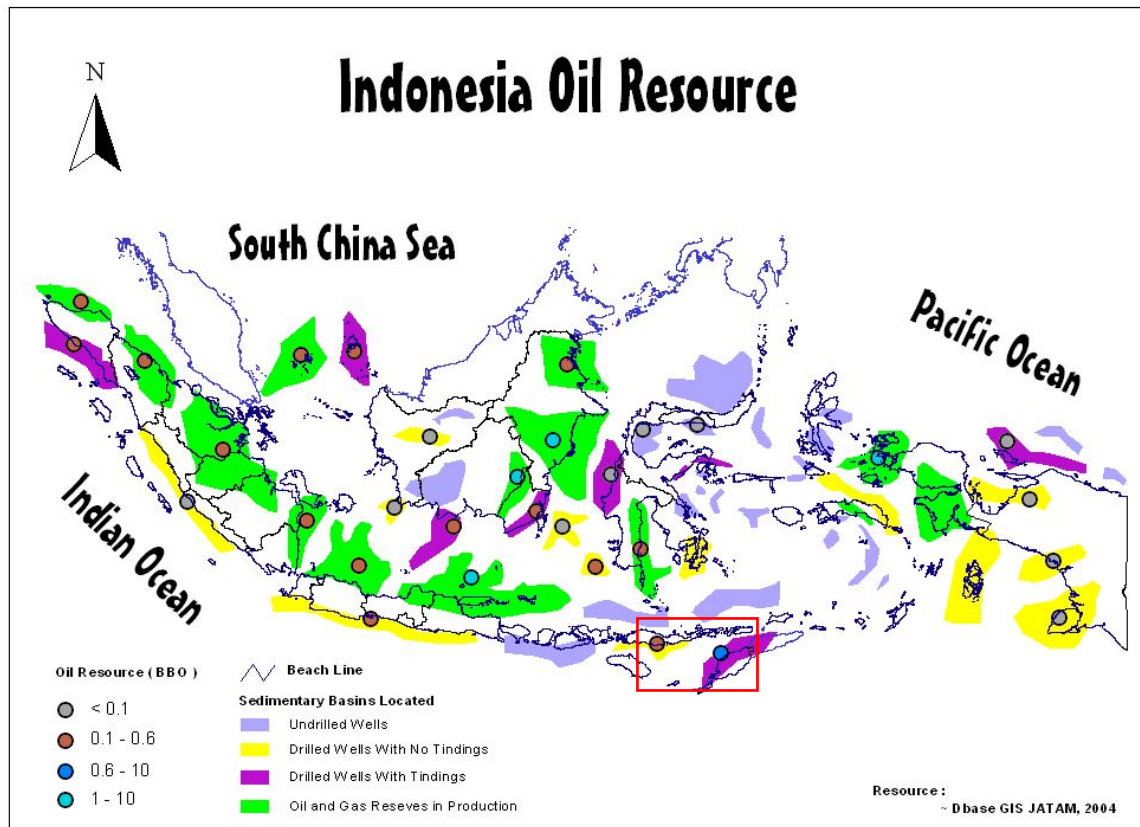 Indonesia Oil Resource
N
South China Sea
Pacific Ocean
Indian Ocean
Oil Resource ( BBO )
< 0.1
0.1 - 0.6
0.6 - 10
1 - 10
Beach Line
Sedimentary Basins Located
Undrilled Wells
Drilled Wells With No Tindings
Drilled Wells With Tindings
Oil and Gas Reseves in Production
Resource :
~ Dbase GIS JATAM, 2004